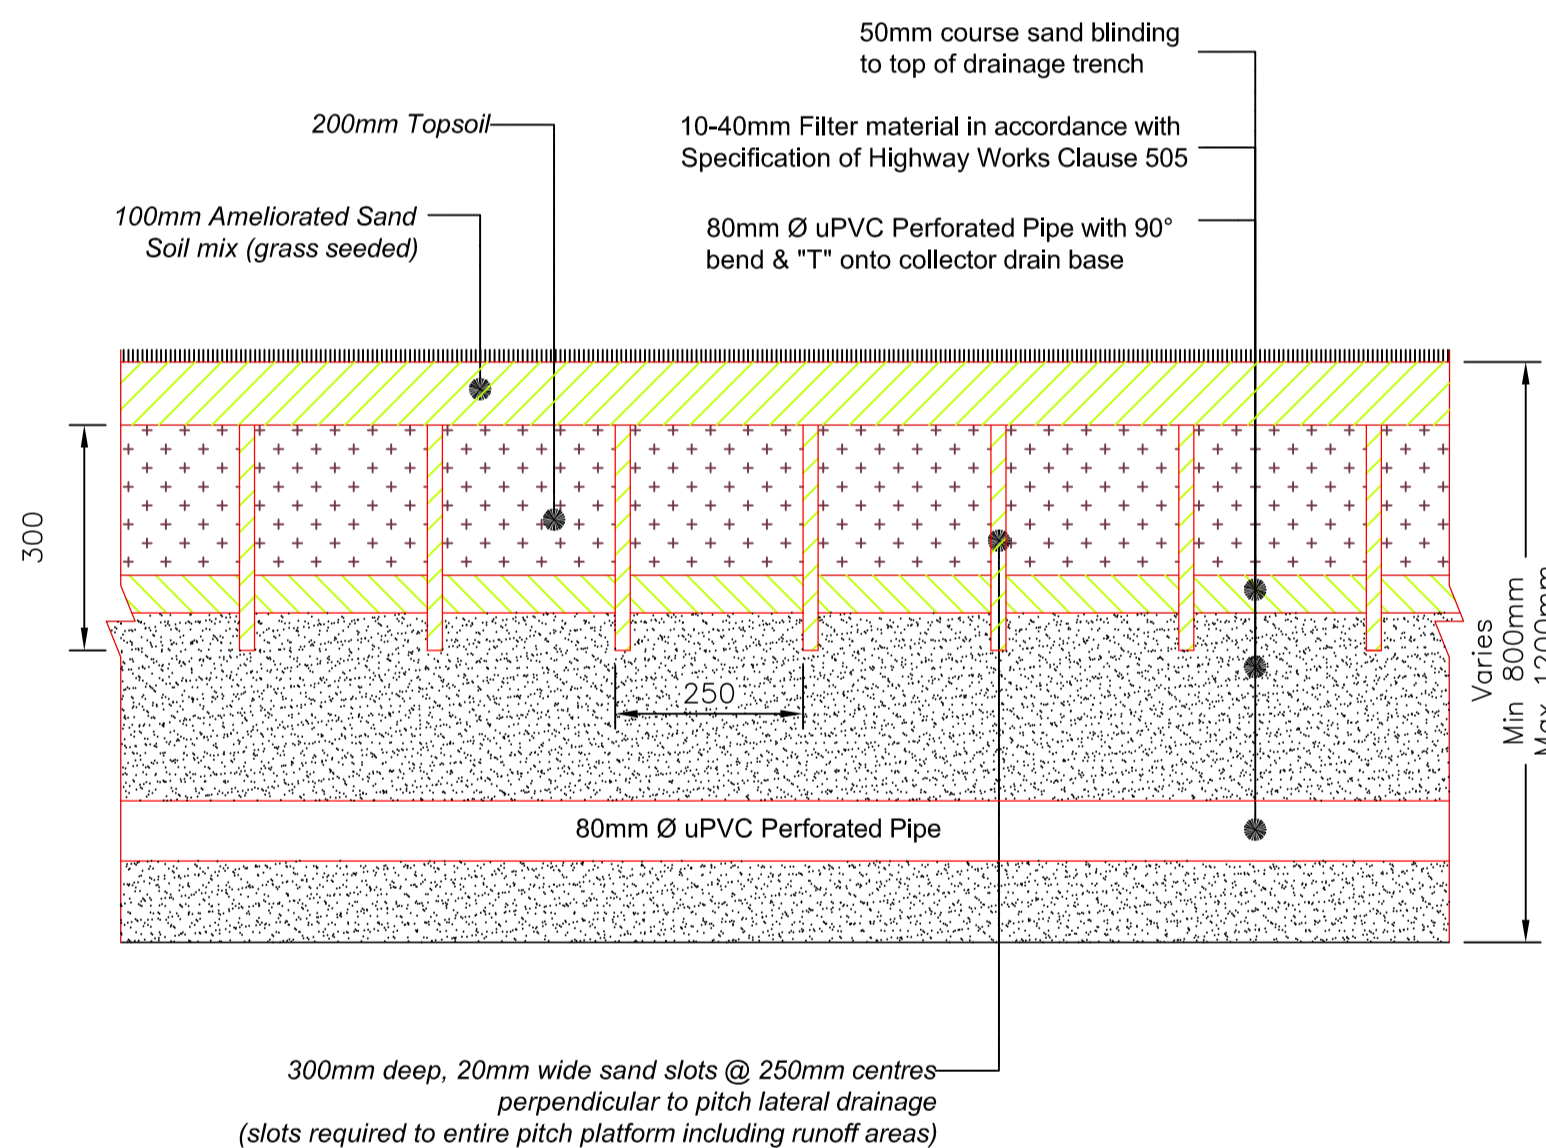 50mm course sand blinding
to top of drainage trench
200mm Topsoil
10-40mm Filter material in accordance with
Specification of Highway Works Clause 505
100mm Ameliorated Sand
Soil mix (grass seeded)
80mm Ø uPVC Perforated Pipe with 90°
bend & "T" onto collector drain base
300
250
Varies
Min 800mm
Max 1200mm
80mm Ø uPVC Perforated Pipe
300mm deep, 20mm wide sand slots @ 250mm centres
perpendicular to pitch lateral drainage
(slots required to entire pitch platform including runoff areas)